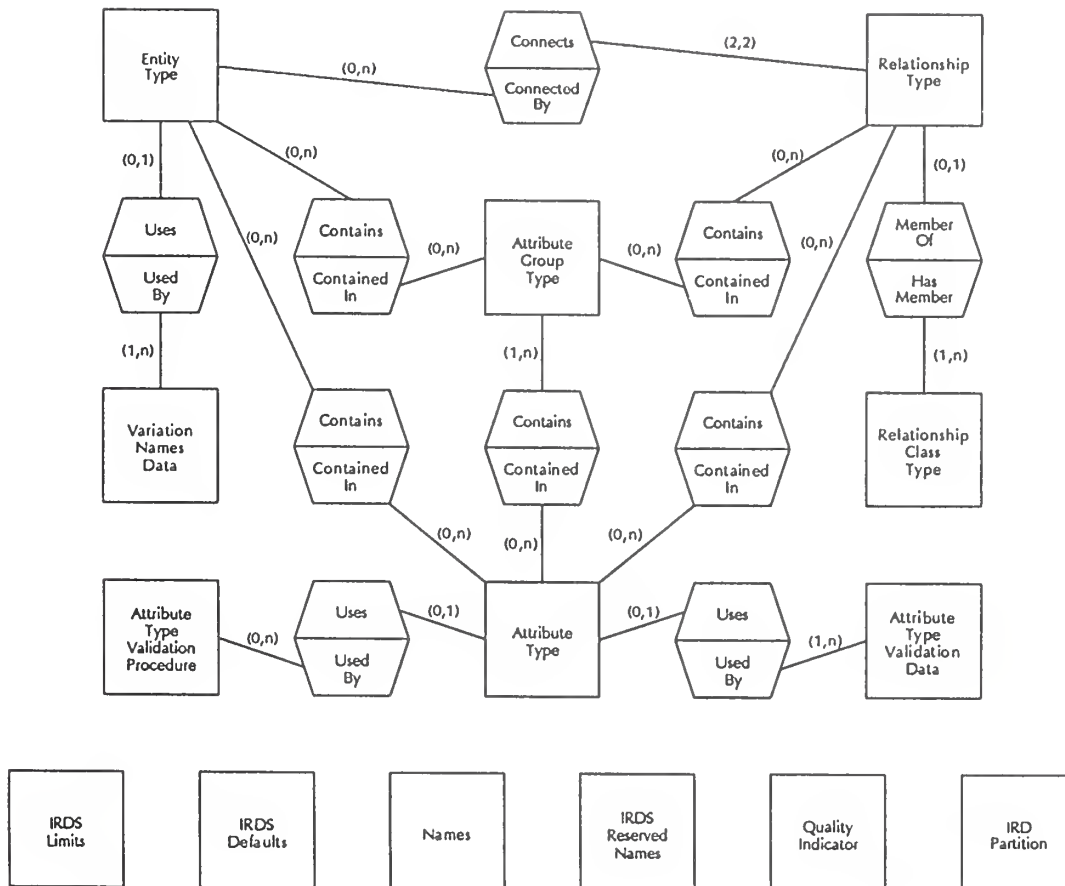 Entity
Type
(0,n)
Connects
Connected
By
(2,2)
Relationship
Type
(0,1)
(0,n)
(0,n)
(0,1)
Uses
Used
By
(0,n)
Contains
Contained
In
(0,n)
Attribute
Group
Type
(0,n)
Contains
Contained
In
(0,n)
Member
Of
Has
Member
(1,n)
(1,n)
(1,n)
Variation
Names
Data
Contains
Contained
In
Contains
Contained
In
Contains
Contained
In
Relationship
Class
Type
(0,n)
(0,n)
(0,n)
Attribute
Type
Validation
Procedure
(0,n)
Uses
Used
By
(0,1)
Attribute
Type
(0,1)
Uses
Used
By
(1,n)
Attribute
Type
Validation
Data
IRDS
Limits
IRDS
Defaults
Names
IRDS
Reserved
Names
Quality
Indicator
IRD
Partition